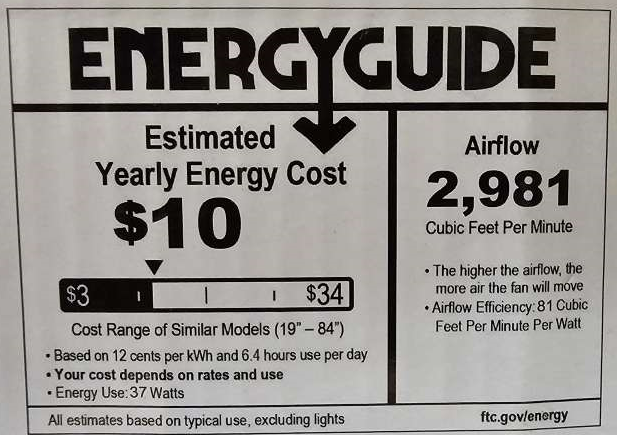 ENERGYGUIDE
Estimated
Yearly Energy Cost
$10
$3
$34
Cost Range of Similar Models (19" – 84")
• Based on 12 cents per kWh and 6.4 hours use per day
• Your cost depends on rates and use
• Energy Use: 37 Watts
Airflow
2,981
Cubic Feet Per Minute
• The higher the airflow, the
more air the fan will move
• Airflow Efficiency: 81 Cubic
Feet Per Minute Per Watt
All estimates based on typical use, excluding lights
ftc.gov/energy